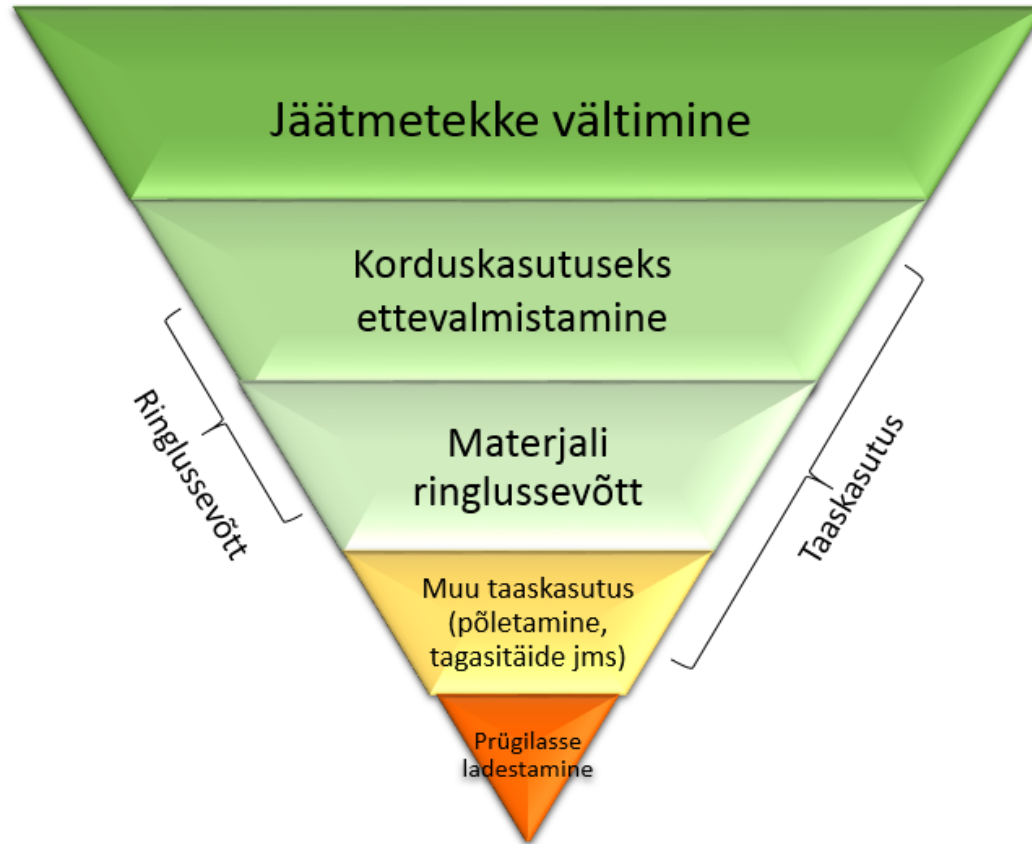 Jäätmetekke vältimine
Korduskasutuseks
ettevalmistamine
Ringlussevõtt
Materjali
ringlussevõtt
Taaskasutus
Muu taaskasutus
(põletamine,
tagasitäide jms)
Prügilasse
ladestamine